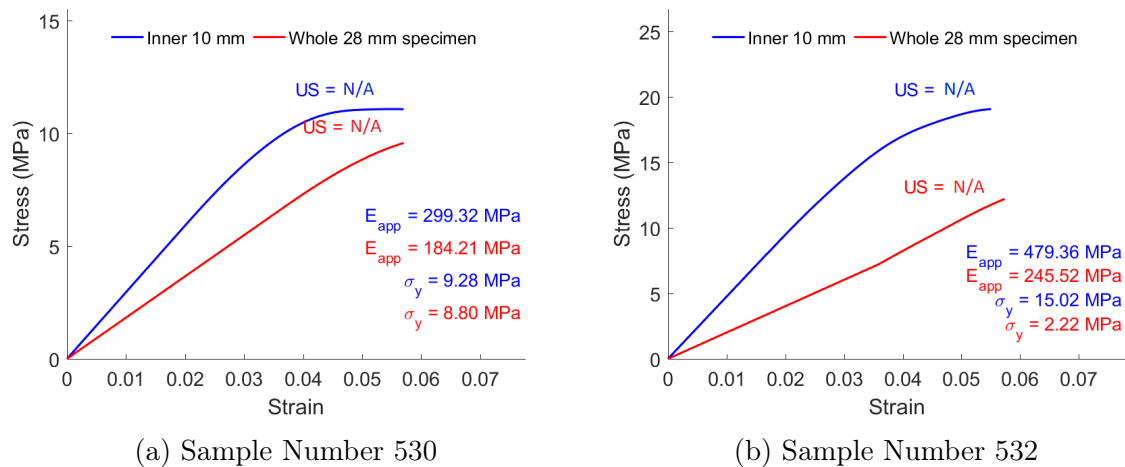 15
Inner 10 mm Whole 28 mm specimen
US = N/A
US = N/A
10
5
0
Stress (MPa)
E_app = 299.32 MPa
E_app = 184.21 MPa
σ_y = 9.28 MPa
σ_y = 8.80 MPa
0 0.01 0.02 0.03 0.04 0.05 0.06 0.07
Strain
(a) Sample Number 530
25
Inner 10 mm Whole 28 mm specimen
US = N/A
20
15
US = N/A
10
5
0
Stress (MPa)
E_app = 479.36 MPa
E_app = 245.52 MPa
σ_y = 15.02 MPa
σ_y = 2.22 MPa
0 0.01 0.02 0.03 0.04 0.05 0.06 0.07
Strain
(b) Sample Number 532